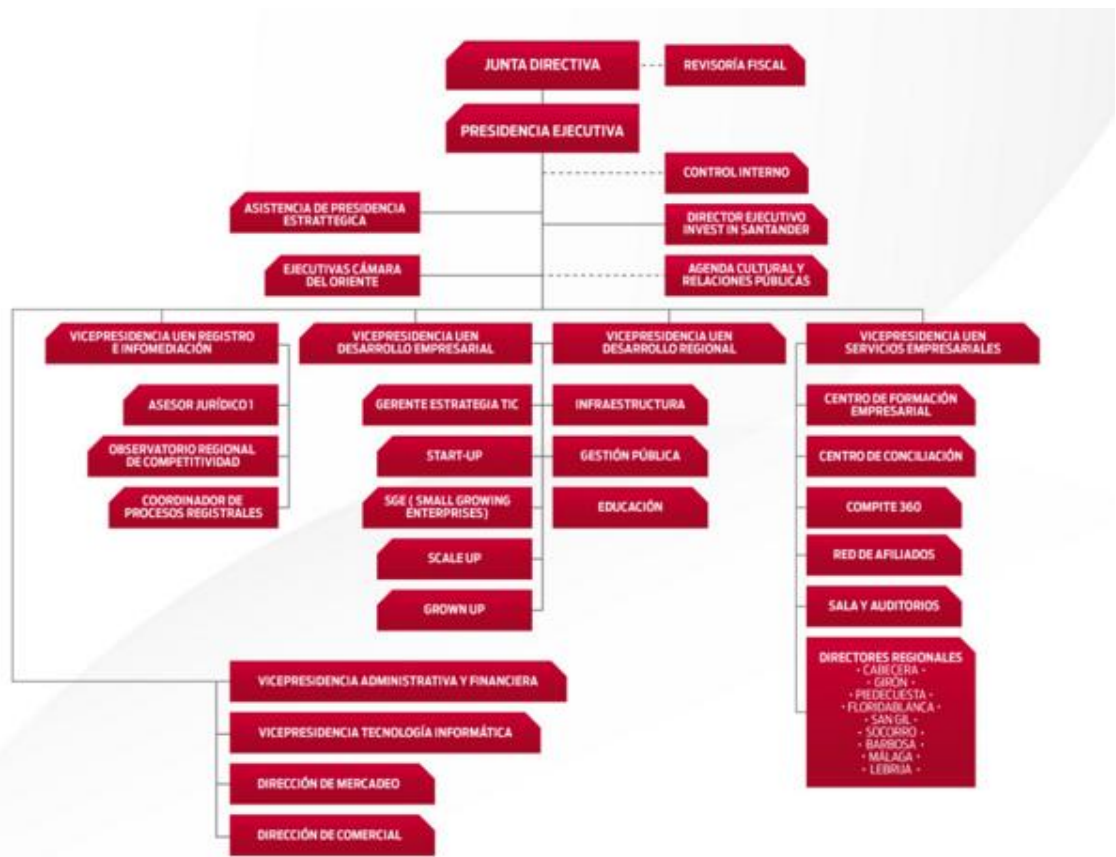 JUNTA DIRECTIVA
REVISORÍA FISCAL
PRESIDENCIA EJECUTIVA
CONTROL INTERNO
ASISTENCIA DE PRESIDENCIA
ESTRATTEGICA
DIRECTOR EJECUTIVO
INVEST IN SANTANDER
EJECUTIVAS CÂMARA
DEL ORIENTE
AGENDA CULTURAL Y
RELACIONES PÚBLICAS
VICEPRESIDENCIA UEN REGISTRO
E INFOMEDIACIÓN
VICEPRESIDENCIA UEN
DESARROLLO EMPRESARIAL
VICEPRESIDENCIA UEN
DESARROLLO REGIONAL
VICEPRESIDENCIA UEN
SERVICIOS EMPRESARIALES
ASESOR JURÍDICO 1
OBSERVATORIO REGIONAL
DE COMPETITIVIDAD
COORDINADOR DE
PROCESOS REGISTRALES
GERENTE ESTRATEGIA TIC
START-UP
SGE ( SMALL GROWING
ENTERPRISES)
SCALE UP
GROWN UP
INFRAESTRUCTURA
GESTIÓN PÚBLICA
EDUCACIÓN
CENTRO DE FORMACIÓN
EMPRESARIAL
CENTRO DE CONCILIACIÓN
COMPITE 360
RED DE AFILIADOS
SALA Y AUDITORIOS
DIRECTORES REGIONALES
• CABECERA •
• GIRÓN •
• PIEDECUESTA •
• FLORIDABLANCA •
• SAN GIL •
• SOCORRO •
• BARBOSA •
• MÁLAGA •
• LEBRIJA •
VICEPRESIDENCIA ADMINISTRATIVA Y FINANCIERA
VICEPRESIDENCIA TECNOLOGÍA INFORMÁTICA
DIRECCIÓN DE MERCADEO
DIRECCIÓN DE COMERCIAL